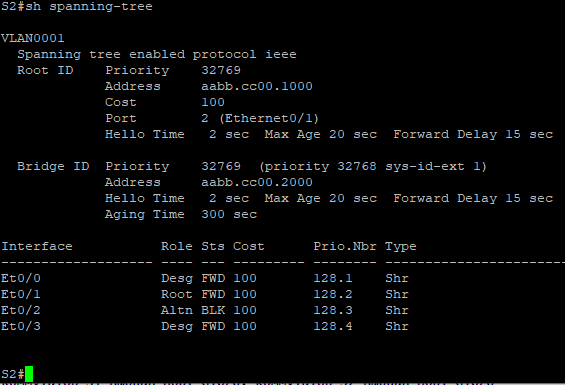 S2#sh spanning-tree
VLAN0001
Spanning tree enabled protocol ieee
Root ID Priority 32769
Address aabb.cc00.1000
Cost 100
Port 2 (Ethernet0/1)
Hello Time 2 sec Max Age 20 sec Forward Delay 15 sec
Bridge ID Priority 32769 (priority 32768 sys-id-ext 1)
Address aabb.cc00.2000
Hello Time 2 sec Max Age 20 sec Forward Delay 15 sec
Aging Time 300 sec
Interface Role Sts Cost Prio.Nbr Type
------------------- ---- --- --------- -------- -----------------------
Et0/0 Desg FWD 100 128.1 Shr
Et0/1 Root FWD 100 128.2 Shr
Et0/2 Altn BLK 100 128.3 Shr
Et0/3 Desg FWD 100 128.4 Shr
S2#